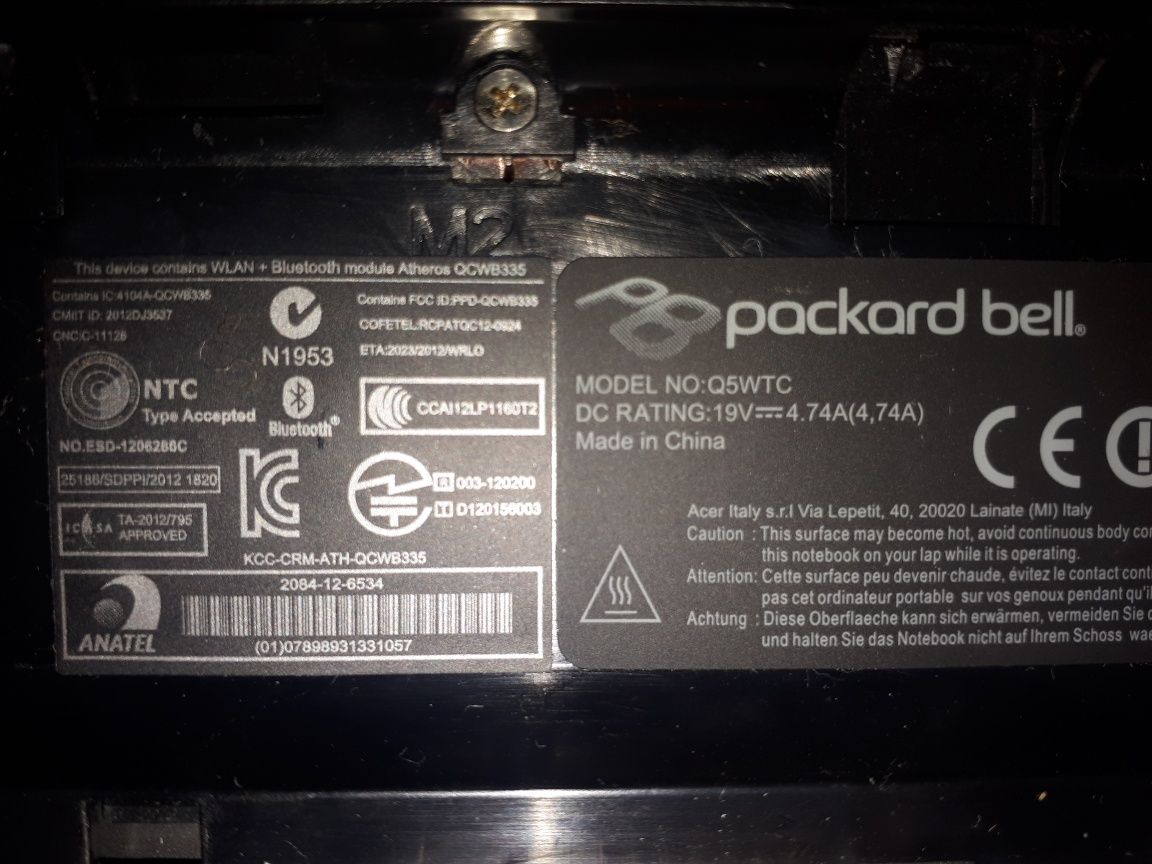 M2
This device contains WLAN + Bluetooth module Atheros QCWB335
Contains IC:4104A-QCWB335
CMIIT ID: 2012DJ3537
CNC:C-11126
N1953
Contains FCC ID:PPD-QCWB335
COFETEL:RCPATQC12-0924
ETA:2023/2012/WRLO
NTC
Type Accepted
NO.ESD-1206286C
Bluetooth®
CCAI12LP1160T2
25186/SDPPI/2012 1820
ICASA TA-2012/795
APPROVED
R 003-120200
T D120156003
KCC-CRM-ATH-QCWB335
ANATEL
2084-12-6534
(01)07898931331057
packard bell®
MODEL NO:Q5WTC
DC RATING:19V⎓4.74A(4,74A)
Made in China
CE
Acer Italy s.r.l Via Lepetit, 40, 20020 Lainate (MI) Italy
Caution : This surface may become hot, avoid continuous body
this notebook on your lap while it is operating.
Attention: Cette surface peu devenir chaude, évitez le contact
pas cet ordinateur portable sur vos genoux pendant
Achtung : Diese Oberflaeche kann sich erwärmen, vermeiden Sie
und halten Sie das Notebook nicht auf Ihrem Schoss